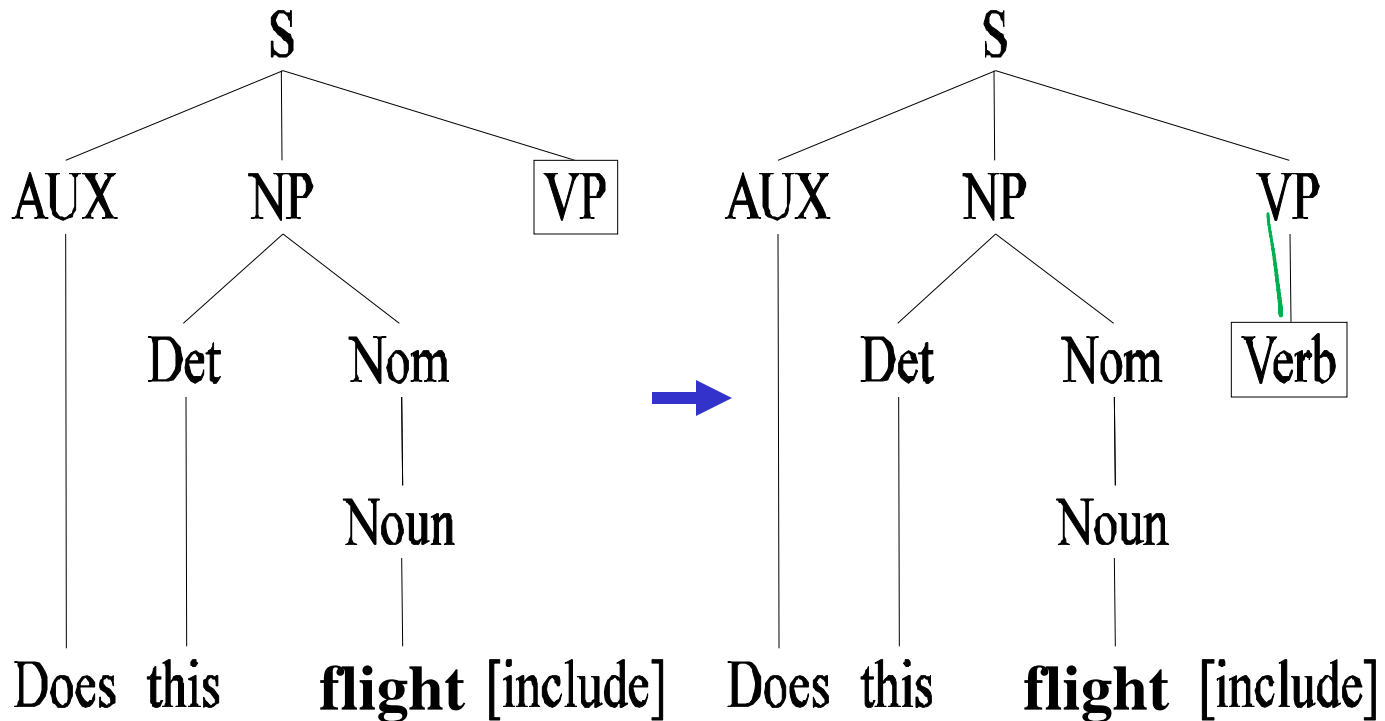 S S
AUX NP VP AUX NP VP
Det Nom Det Nom Verb
Noun Noun
Does this flight [include] Does this flight [include]